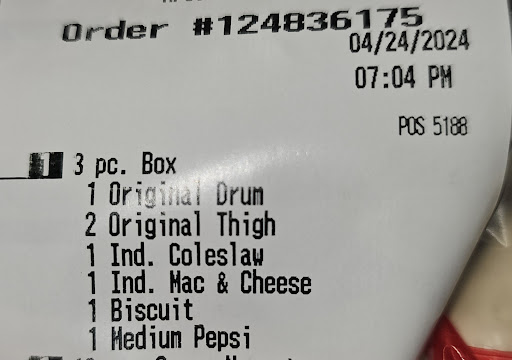 Order #124836175
04/24/2024
07:04 PM
POS 5188
1 3 pc. Box
1 Original Drum
2 Original Thigh
1 Ind. Coleslaw
1 Ind. Mac & Cheese
1 Biscuit
1 Medium Pepsi